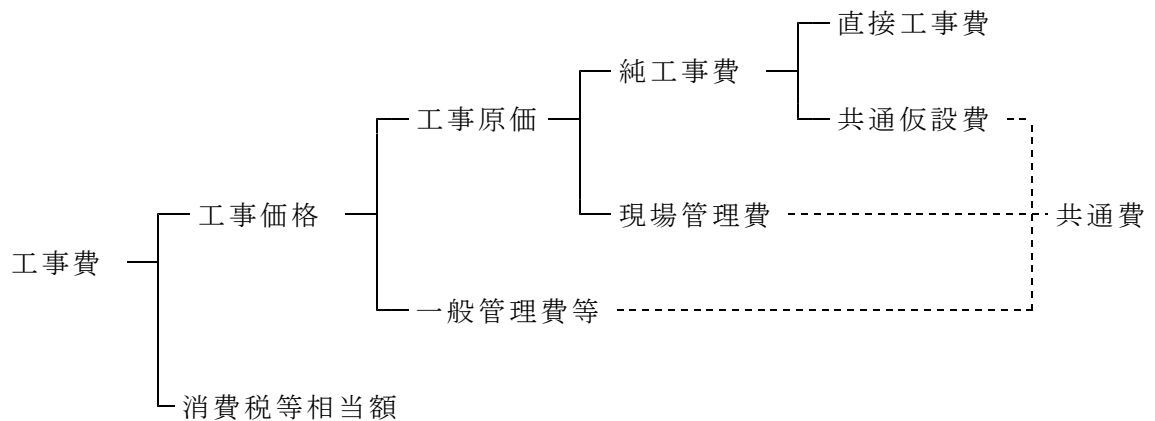 直接工事費
純工事費
工事原価
共通仮設費
工事価格
現場管理費
共通費
工事費
一般管理費等
消費税等相当額